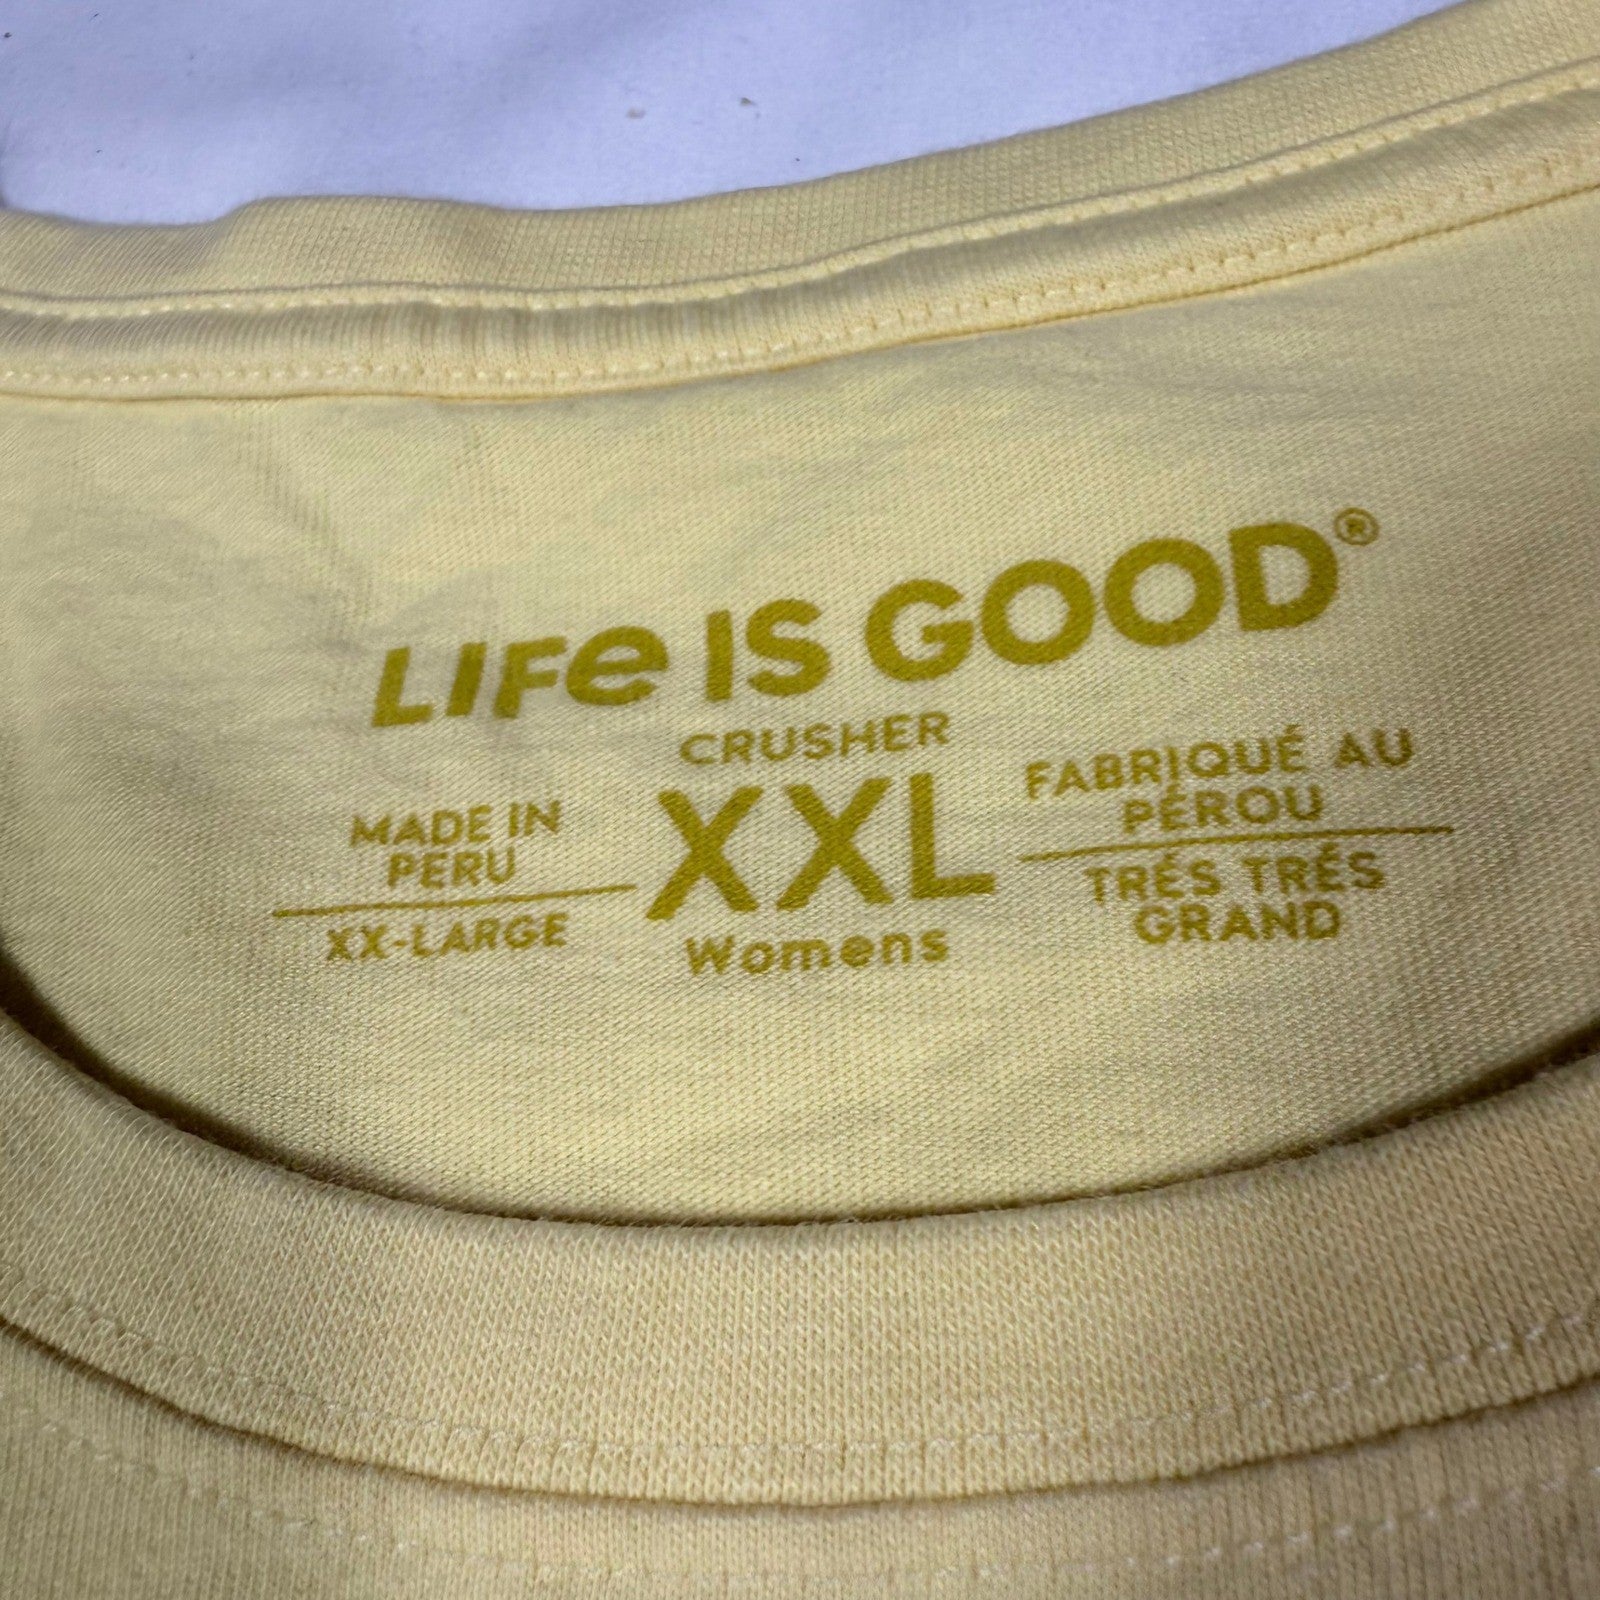 LIFe IS GOOD®
CRUSHER
MADE IN
PERU
XX-LARGE
XXL
Womens
FABRIQUÉ AU
PÉROU
TRÉS TRÉS
GRAND